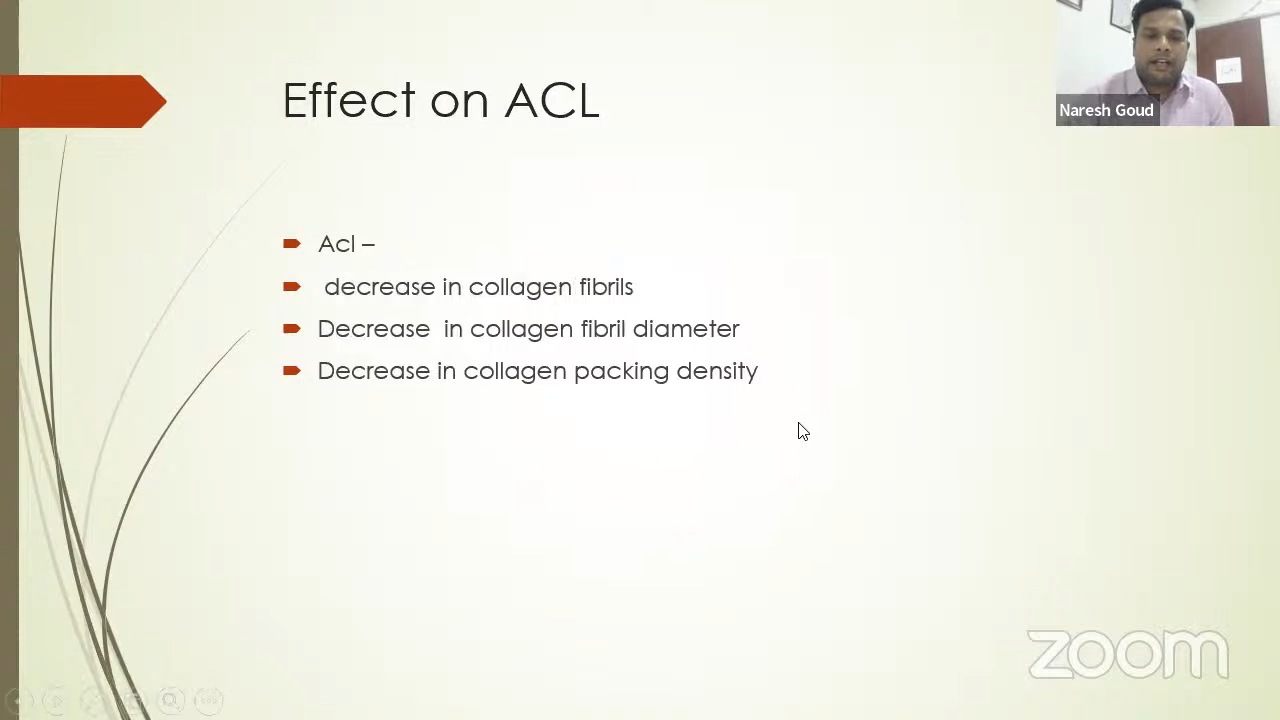 Effect on ACL
Naresh Goud
Acl –
decrease in collagen fibrils
Decrease  in collagen fibril diameter
Decrease in collagen packing density
zoom